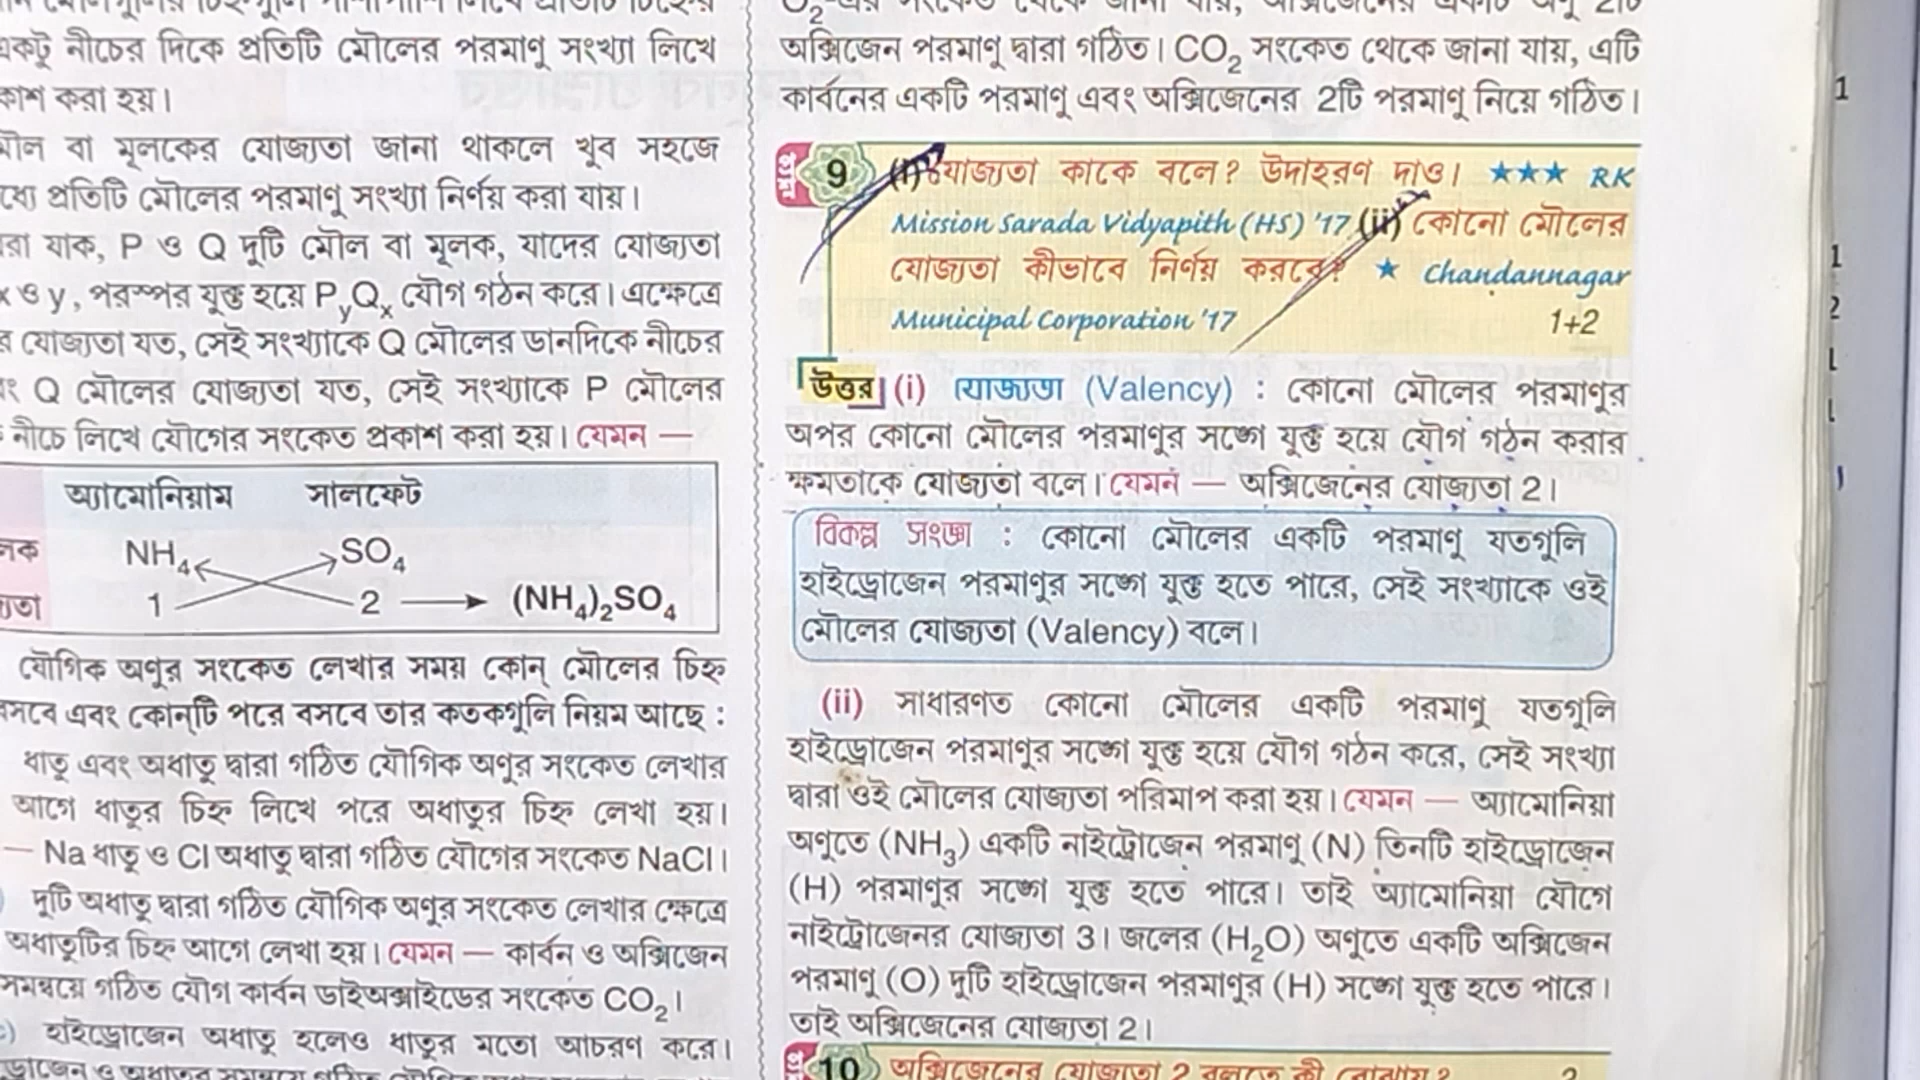 একটু নীচের দিকে প্রতিটি মৌলের পরমাণু সংখ্যা লিখে
করা হয়।
বা মূলকের যোজ্যতা জানা থাকলে খুব সহজে
প্রতিটি মৌলের পরমাণু সংখ্যা নির্ণয় করা যায়।
যাক, P ও Q দুটি মৌল বা মূলক, যাদের যোজ্যতা
x ও y, পরস্পর যুক্ত হয়ে PyQx যৌগ গঠন করে। এক্ষেত্রে
যোজ্যতা যত, সেই সংখ্যাকে Q মৌলের ডানদিকে নীচের
Q মৌলের যোজ্যতা যত, সেই সংখ্যাকে P মৌলের
নীচে লিখে যৌগের সংকেত প্রকাশ করা হয়। যেমন —
অ্যামোনিয়াম সালফেট
NH₄ SO₄
1 2 → (NH₄)₂SO₄
যৌগিক অণুর সংকেত লেখার সময় কোন্ মৌলের চিহ্ন
এবং কোন্‌টি পরে বসবে তার কতকগুলি নিয়ম আছে :
ধাতু এবং অধাতু দ্বারা গঠিত যৌগিক অণুর সংকেত লেখার
আগে ধাতুর চিহ্ন লিখে পরে অধাতুর চিহ্ন লেখা হয়।
— Na ধাতু ও Cl অধাতু দ্বারা গঠিত যৌগের সংকেত NaCl।
দুটি অধাতু দ্বারা গঠিত যৌগিক অণুর সংকেত লেখার ক্ষেত্রে
অধাতুটির চিহ্ন আগে লেখা হয়। যেমন — কার্বন ও অক্সিজেন
সমন্বয়ে গঠিত যৌগ কার্বন ডাইঅক্সাইডের সংকেত CO₂।
হাইড্রোজেন অধাতু হলেও ধাতুর মতো আচরণ করে।
অক্সিজেন পরমাণু দ্বারা গঠিত। CO₂ সংকেত থেকে জানা যায়, এটি
কার্বনের একটি পরমাণু এবং অক্সিজেনের 2টি পরমাণু নিয়ে গঠিত।
9 (i) যোজ্যতা কাকে বলে? উদাহরণ দাও। ★★★ RK
Mission Sarada Vidyapith (HS) '17 (ii) কোনো মৌলের
যোজ্যতা কীভাবে নির্ণয় করবে? ★ Chandannagar
Municipal Corporation '17 1+2
উত্তর (i) যোজ্যতা (Valency) : কোনো মৌলের পরমাণুর
অপর কোনো মৌলের পরমাণুর সঙ্গে যুক্ত হয়ে যৌগ গঠন করার
ক্ষমতাকে যোজ্যতা বলে। যেমন — অক্সিজেনের যোজ্যতা 2।
বিকল্প সংজ্ঞা : কোনো মৌলের একটি পরমাণু যতগুলি
হাইড্রোজেন পরমাণুর সঙ্গে যুক্ত হতে পারে, সেই সংখ্যাকে ওই
মৌলের যোজ্যতা (Valency) বলে।
(ii) সাধারণত কোনো মৌলের একটি পরমাণু যতগুলি
হাইড্রোজেন পরমাণুর সঙ্গে যুক্ত হয়ে যৌগ গঠন করে, সেই সংখ্যা
দ্বারা ওই মৌলের যোজ্যতা পরিমাপ করা হয়। যেমন — অ্যামোনিয়া
অণুতে (NH₃) একটি নাইট্রোজেন পরমাণু (N) তিনটি হাইড্রোজেন
(H) পরমাণুর সঙ্গে যুক্ত হতে পারে। তাই অ্যামোনিয়া যৌগে
নাইট্রোজেনর যোজ্যতা 3। জলের (H₂O) অণুতে একটি অক্সিজেন
পরমাণু (O) দুটি হাইড্রোজেন পরমাণুর (H) সঙ্গে যুক্ত হতে পারে।
তাই অক্সিজেনের যোজ্যতা 2।
10 অক্সিজেনের যোজ্যতা 2 বলতে কী বোঝায়? 2